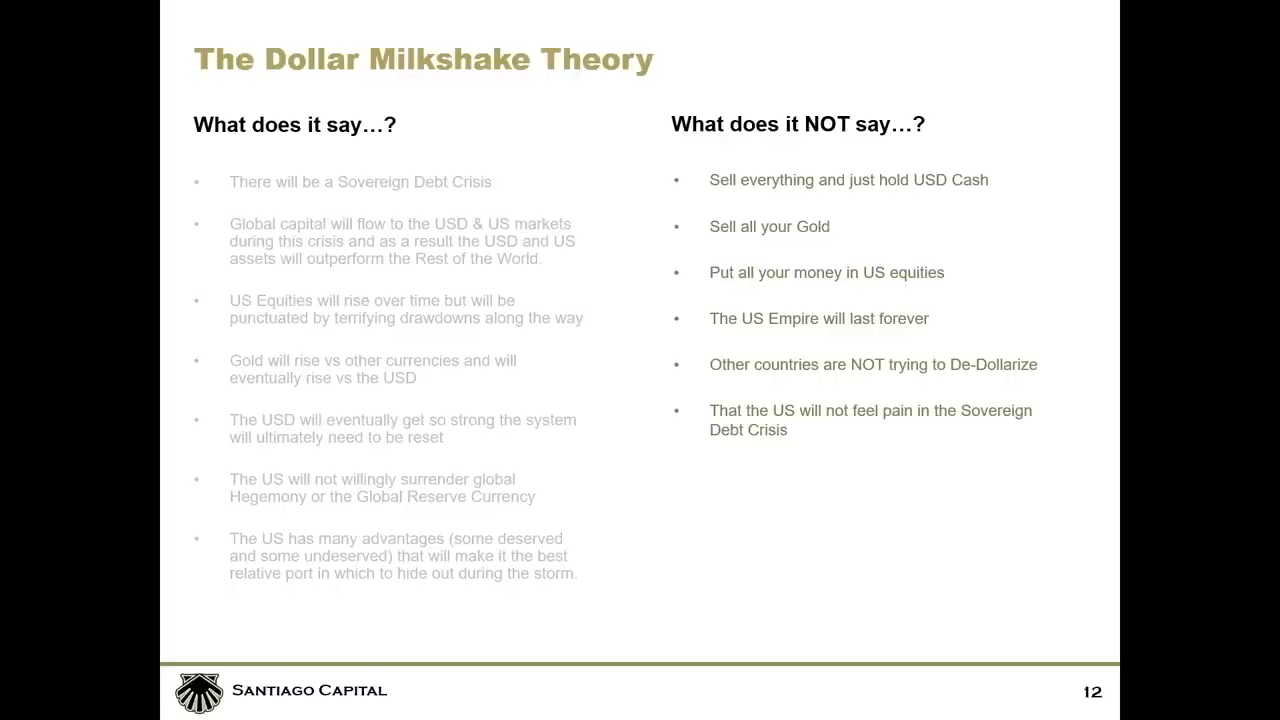 The Dollar Milkshake Theory
What does it say…?
• There will be a Sovereign Debt Crisis
• Global capital will flow to the USD & US markets
during this crisis and as a result the USD and US
assets will outperform the Rest of the World.
• US Equities will rise over time but will be
punctuated by terrifying drawdowns along the way
• Gold will rise vs other currencies and will
eventually rise vs the USD
• The USD will eventually get so strong the system
will ultimately need to be reset
• The US will not willingly surrender global
Hegemony or the Global Reserve Currency
• The US has many advantages (some deserved
and some undeserved) that will make it the best
relative port in which to hide out during the storm.
What does it NOT say…?
• Sell everything and just hold USD Cash
• Sell all your Gold
• Put all your money in US equities
• The US Empire will last forever
• Other countries are NOT trying to De-Dollarize
• That the US will not feel pain in the Sovereign
Debt Crisis
SANTIAGO CAPITAL
12